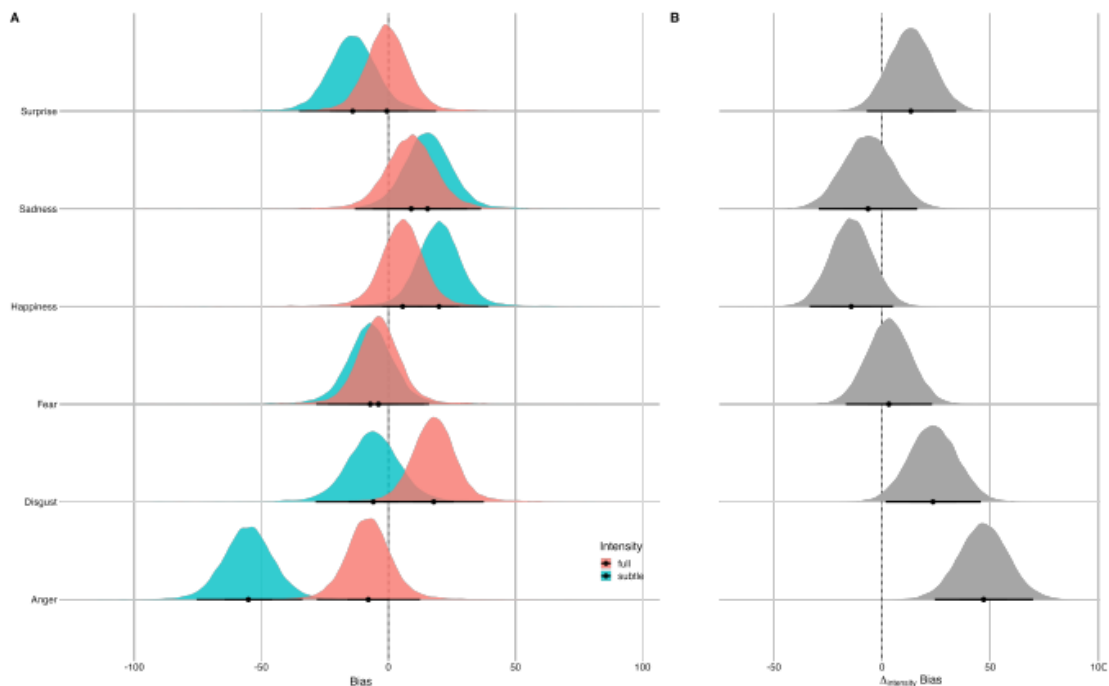 A
B
Surprise
Sadness
Happiness
Fear
Disgust
Anger
Intensity
full
subtle
-100
-50
0
50
100
Bias
-50
0
50
10C
Δintensity Bias